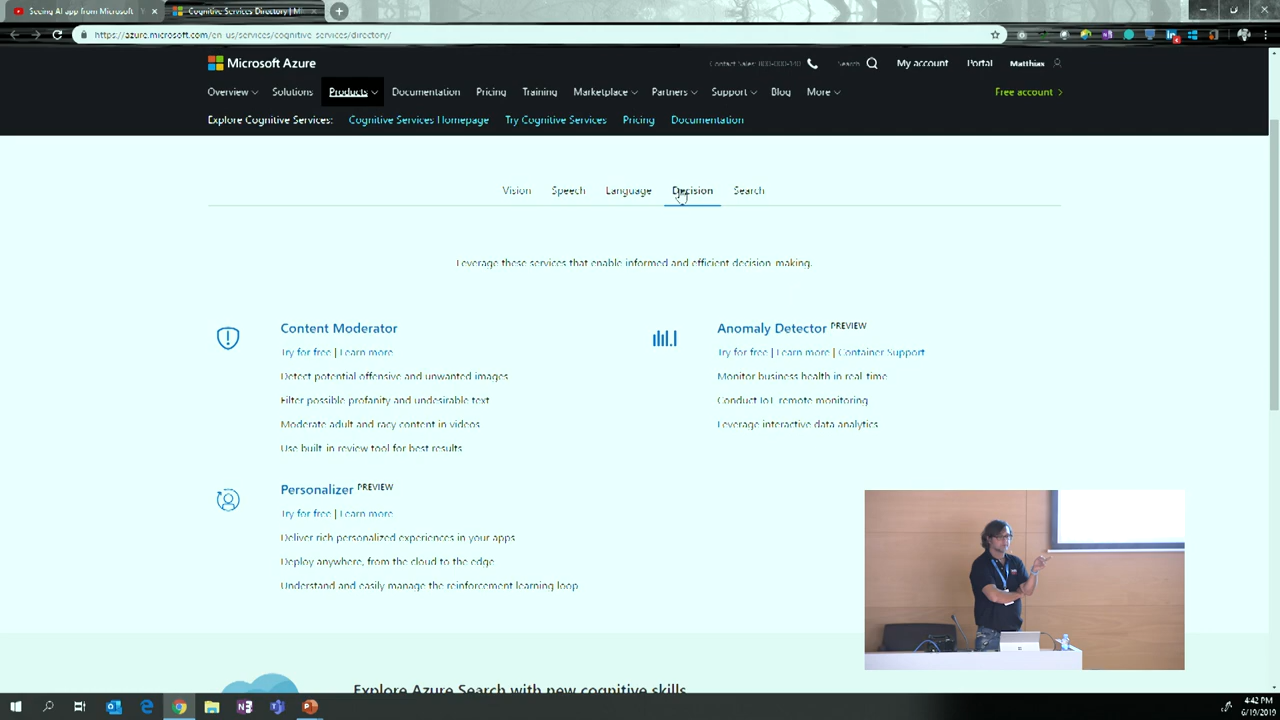 Seeing AI app from Microsoft
Cognitive Services Directory | Mi
https://azure.microsoft.com/en-us/services/cognitive-services/directory/
Microsoft Azure
Contact Sales:
Search
My account
Portal
Matthias
Overview
Solutions
Products
Documentation
Pricing
Training
Marketplace
Partners
Support
Blog
More
Free account
Explore Cognitive Services:
Cognitive Services Homepage
Try Cognitive Services
Pricing
Documentation
Vision
Speech
Language
Decision
Search
Leverage these services that enable informed and efficient decision-making.
Content Moderator
Try for free | Learn more
Detect potential offensive and unwanted images
Filter possible profanity and undesirable text
Moderate adult and racy content in videos
Use built-in review tool for best results
Anomaly Detector PREVIEW
Try for free | Learn more | Container Support
Monitor business health in real-time
Conduct IoT remote monitoring
Leverage interactive data analytics
Personalizer PREVIEW
Try for free | Learn more
Deliver rich personalized experiences in your apps
Deploy anywhere, from the cloud to the edge
Understand and easily manage the reinforcement learning loop
Explore Azure Search with new cognitive skills
4:42 PM
6/19/2019